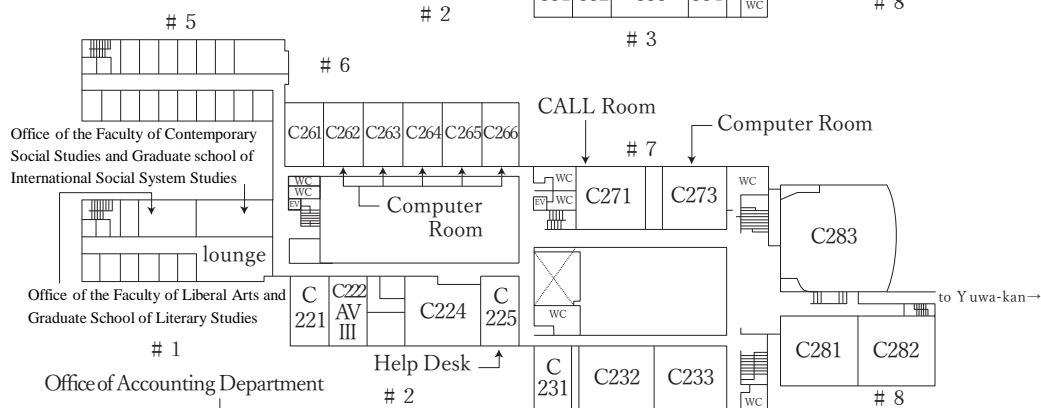 # 2
# 8
WC
# 5
# 3
# 6
CALL Room
Computer Room
# 7
C261
C262
C263
C264
C265
C266
Office of the Faculty of Contemporary
Social Studies and Graduate school of
International Social System Studies
WC
WC
EV
Computer
Room
WC
EV
WC
C271
C273
WC
C283
lounge
to Yuwa-kan→
Office of the Faculty of Liberal Arts and
Graduate School of Literary Studies
C
221
C222
AV
III
C224
C
225
WC
C281
C282
# 1
Help Desk
C
231
C232
C233
WC
Office of Accounting Department
# 2
# 8